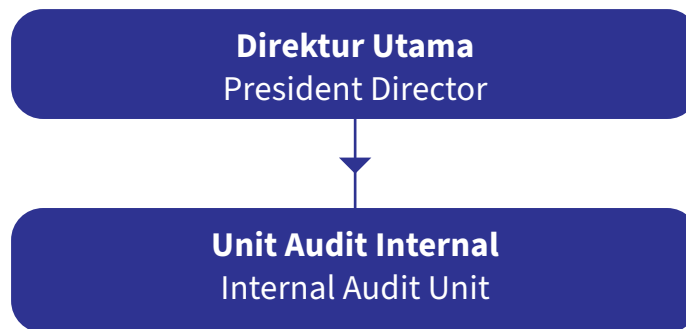 Direktur Utama
President Director
Unit Audit Internal
Internal Audit Unit